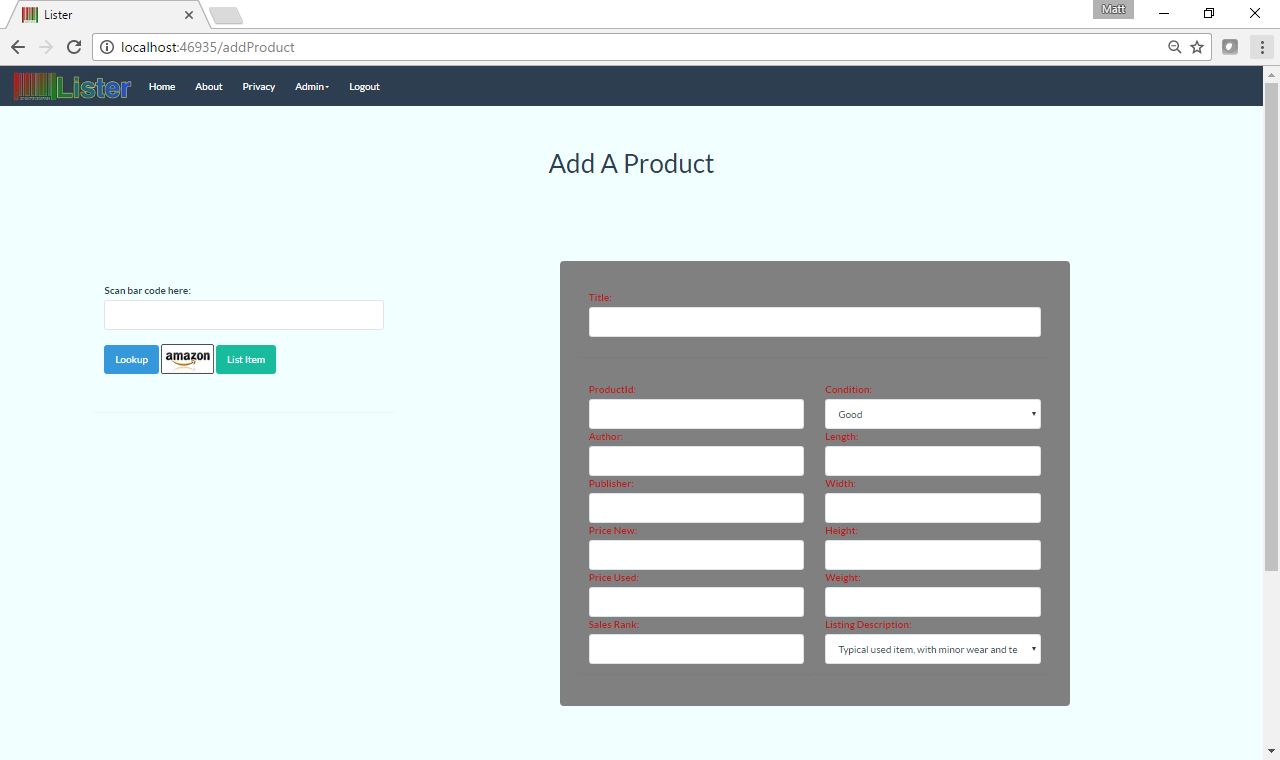 Lister
Matt
localhost:46935/addProduct
Lister Home About Privacy Admin Logout
Add A Product
Scan bar code here:
Lookup amazon List Item
Title:
ProductId: Condition:
Good
Author: Length:
Publisher: Width:
Price New: Height:
Price Used: Weight:
Sales Rank: Listing Description:
Typical used item, with minor wear and te